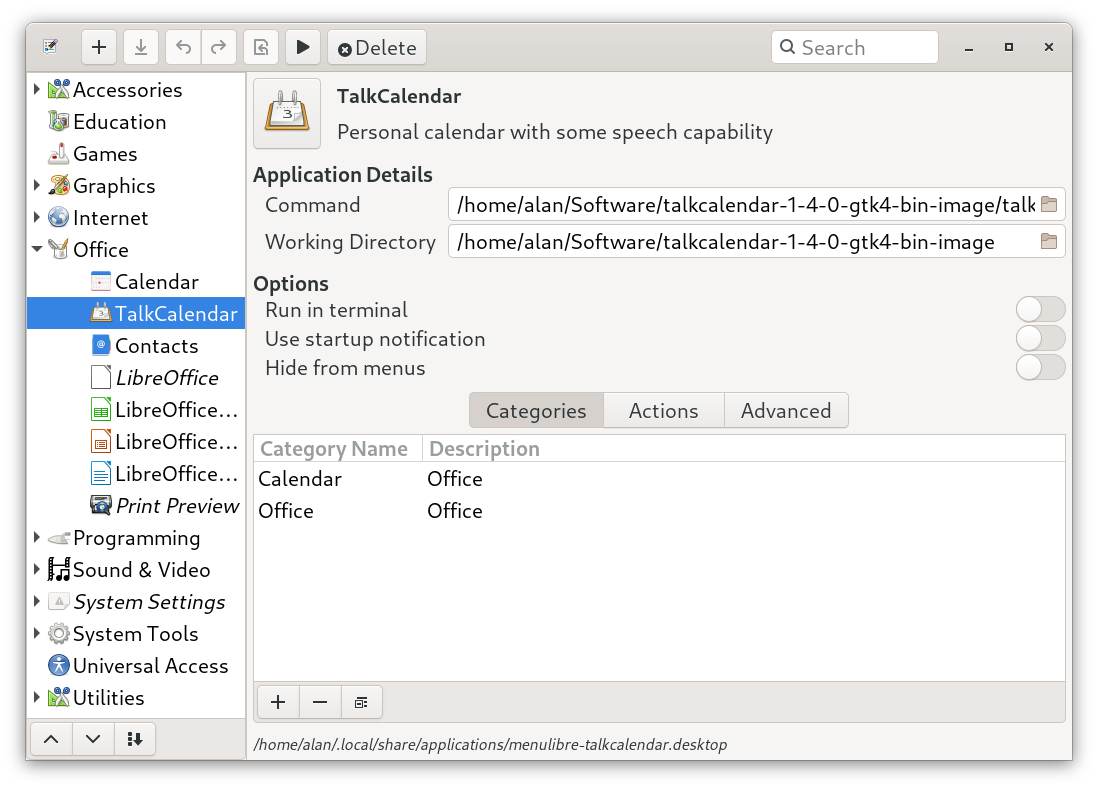 Delete
Search
Accessories
Education
Games
Graphics
Internet
Office
Calendar
TalkCalendar
Contacts
LibreOffice
LibreOffice...
LibreOffice...
LibreOffice...
Print Preview
Programming
Sound & Video
System Settings
System Tools
Universal Access
Utilities
TalkCalendar
Personal calendar with some speech capability
Application Details
Command /home/alan/Software/talkcalendar-1-4-0-gtk4-bin-image/talk
Working Directory /home/alan/Software/talkcalendar-1-4-0-gtk4-bin-image
Options
Run in terminal
Use startup notification
Hide from menus
Categories Actions Advanced
Category Name Description
Calendar Office
Office Office
/home/alan/.local/share/applications/menulibre-talkcalendar.desktop